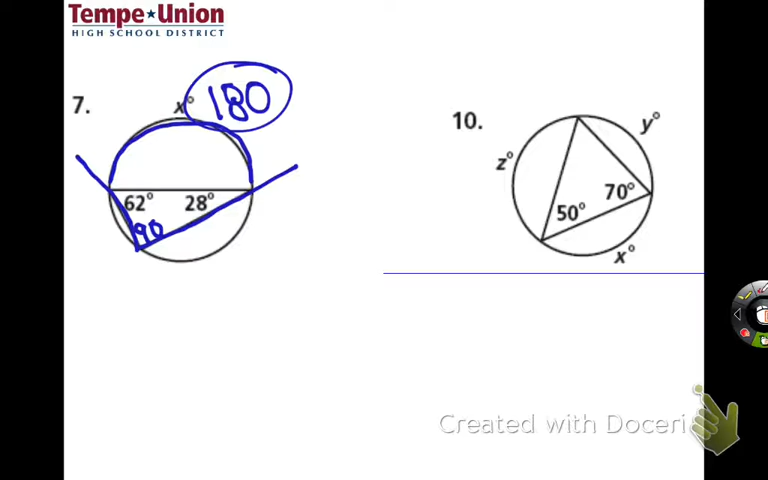 Tempe Union
HIGH SCHOOL DISTRICT
7.
x°
180
62°
28°
90
10.
y°
z°
70°
50°
x°
Created with Doceri